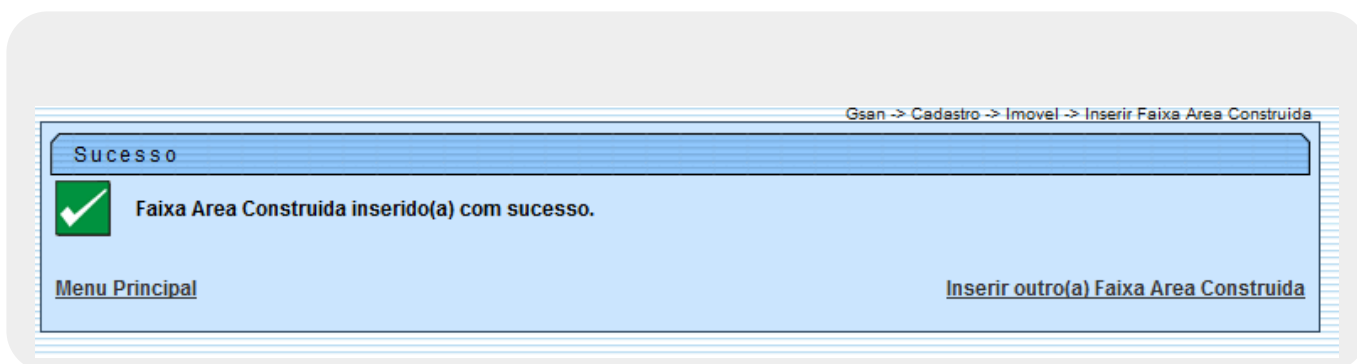 Gsan -> Cadastro -> Imovel -> Inserir Faixa Area Construida
Sucesso
Faixa Area Construida inserido(a) com sucesso.
Menu Principal
Inserir outro(a) Faixa Area Construida